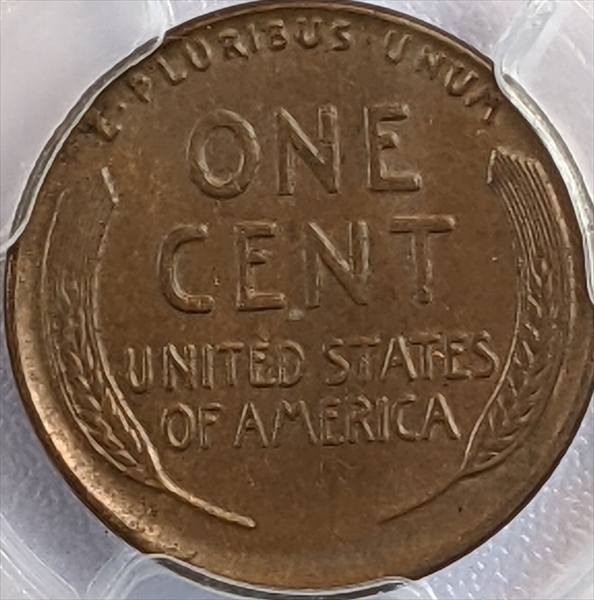 E·PLURIBUS·UNUM
ONE
CENT
UNITED STATES
OF AMERICA